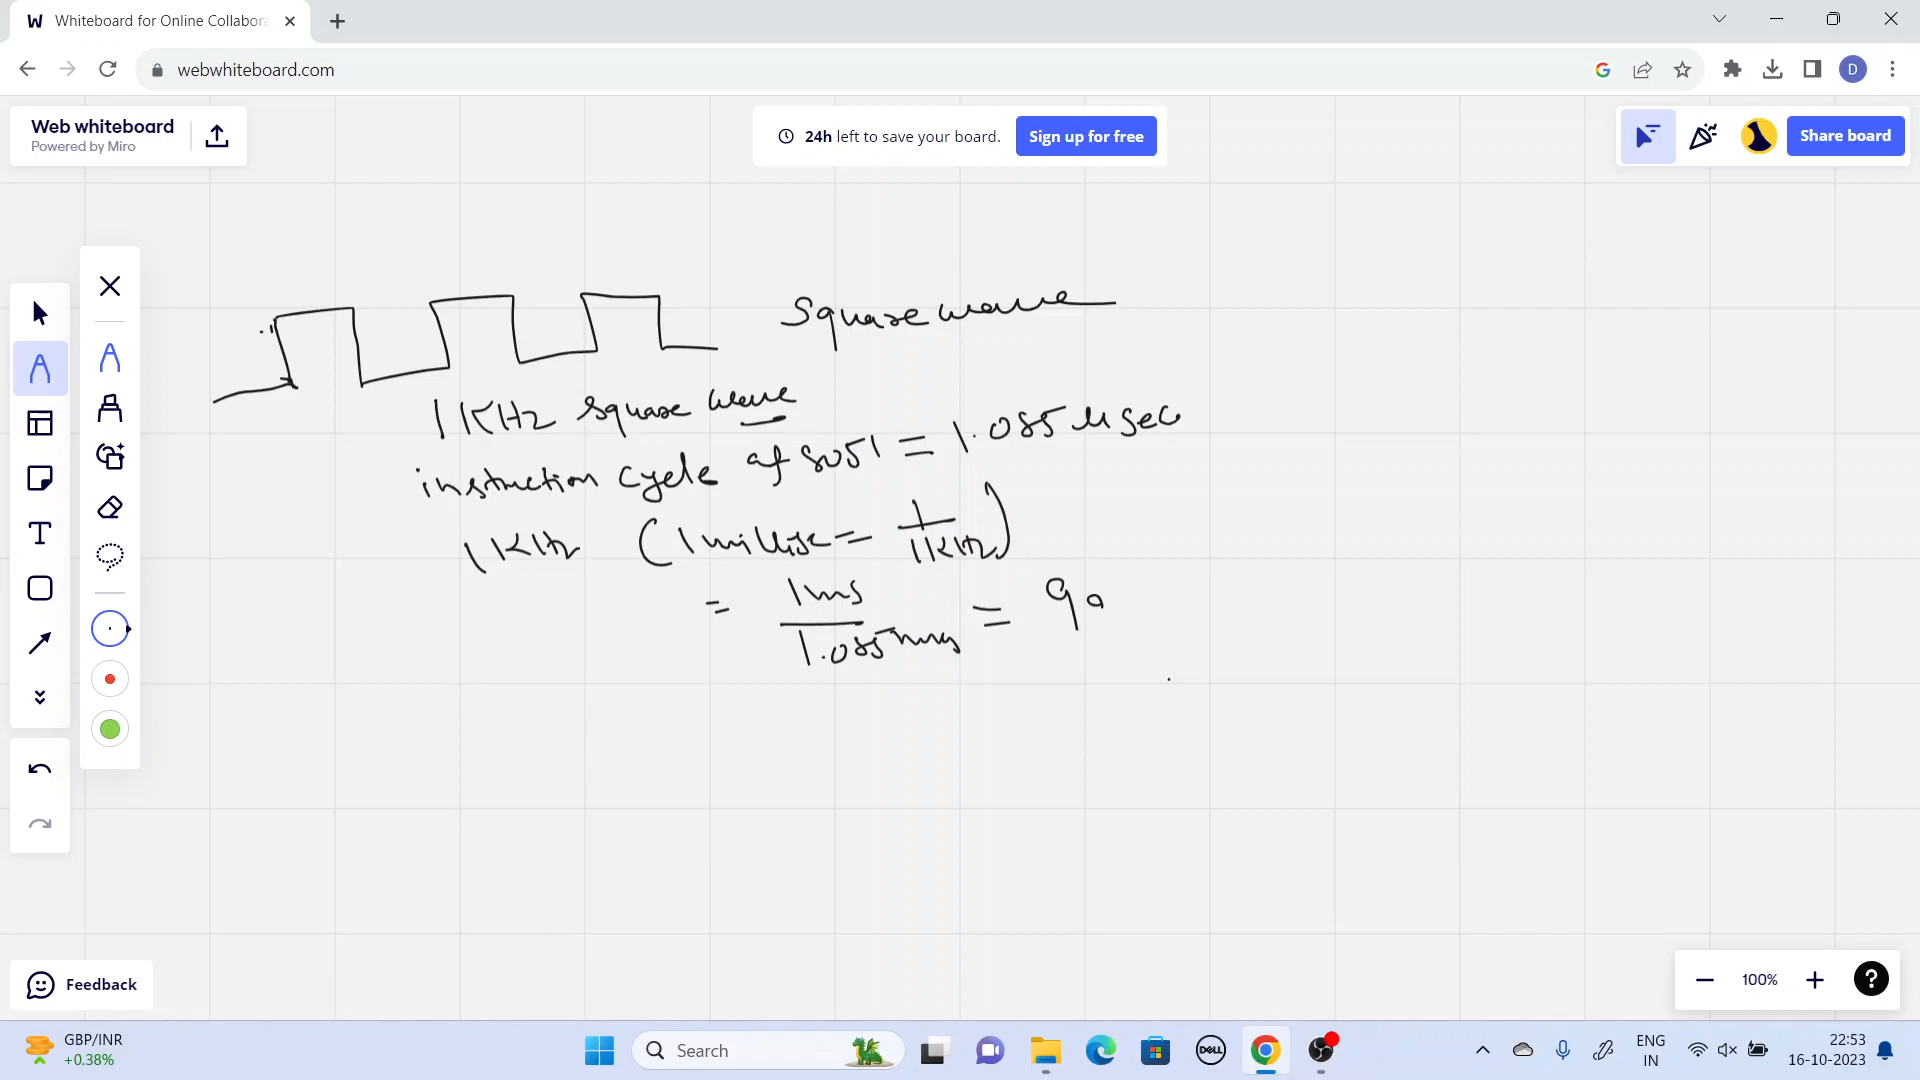 Whiteboard for Online Collabora
webwhiteboard.com
D
Web whiteboard
Powered by Miro
24h left to save your board.
Sign up for free
Share board
Square wave
1 KHz square wave
instruction cycle of 8051 = 1.085 μ sec
1 KHz (1 millise = 1/1KHz)
= 1ms/1.085 = 9
T
Feedback
100%
?
GBP/INR
+0.38%
Search
DELL
ENG
IN
22:53
16-10-2023